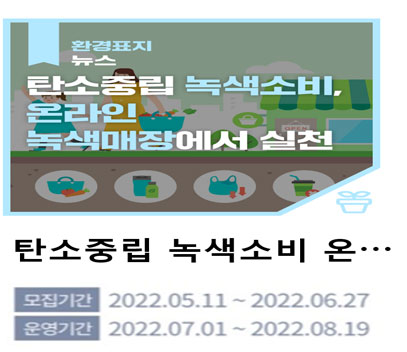 환경표지
뉴스
탄소중립 녹색소비,
온라인
녹색매장에서 실천
탄소중립 녹색소비 온…
모집기간 2022.05.11 ~ 2022.06.27
운영기간 2022.07.01 ~ 2022.08.19